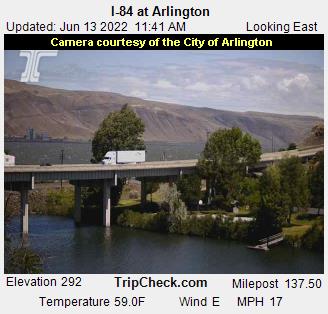 I-84 at Arlington
Updated: Jun 13 2022 11:41 AM Looking East
Camera courtesy of the City of Arlington
Elevation 292 TripCheck.com Milepost 137.50
Temperature 59.0F Wind E MPH 17